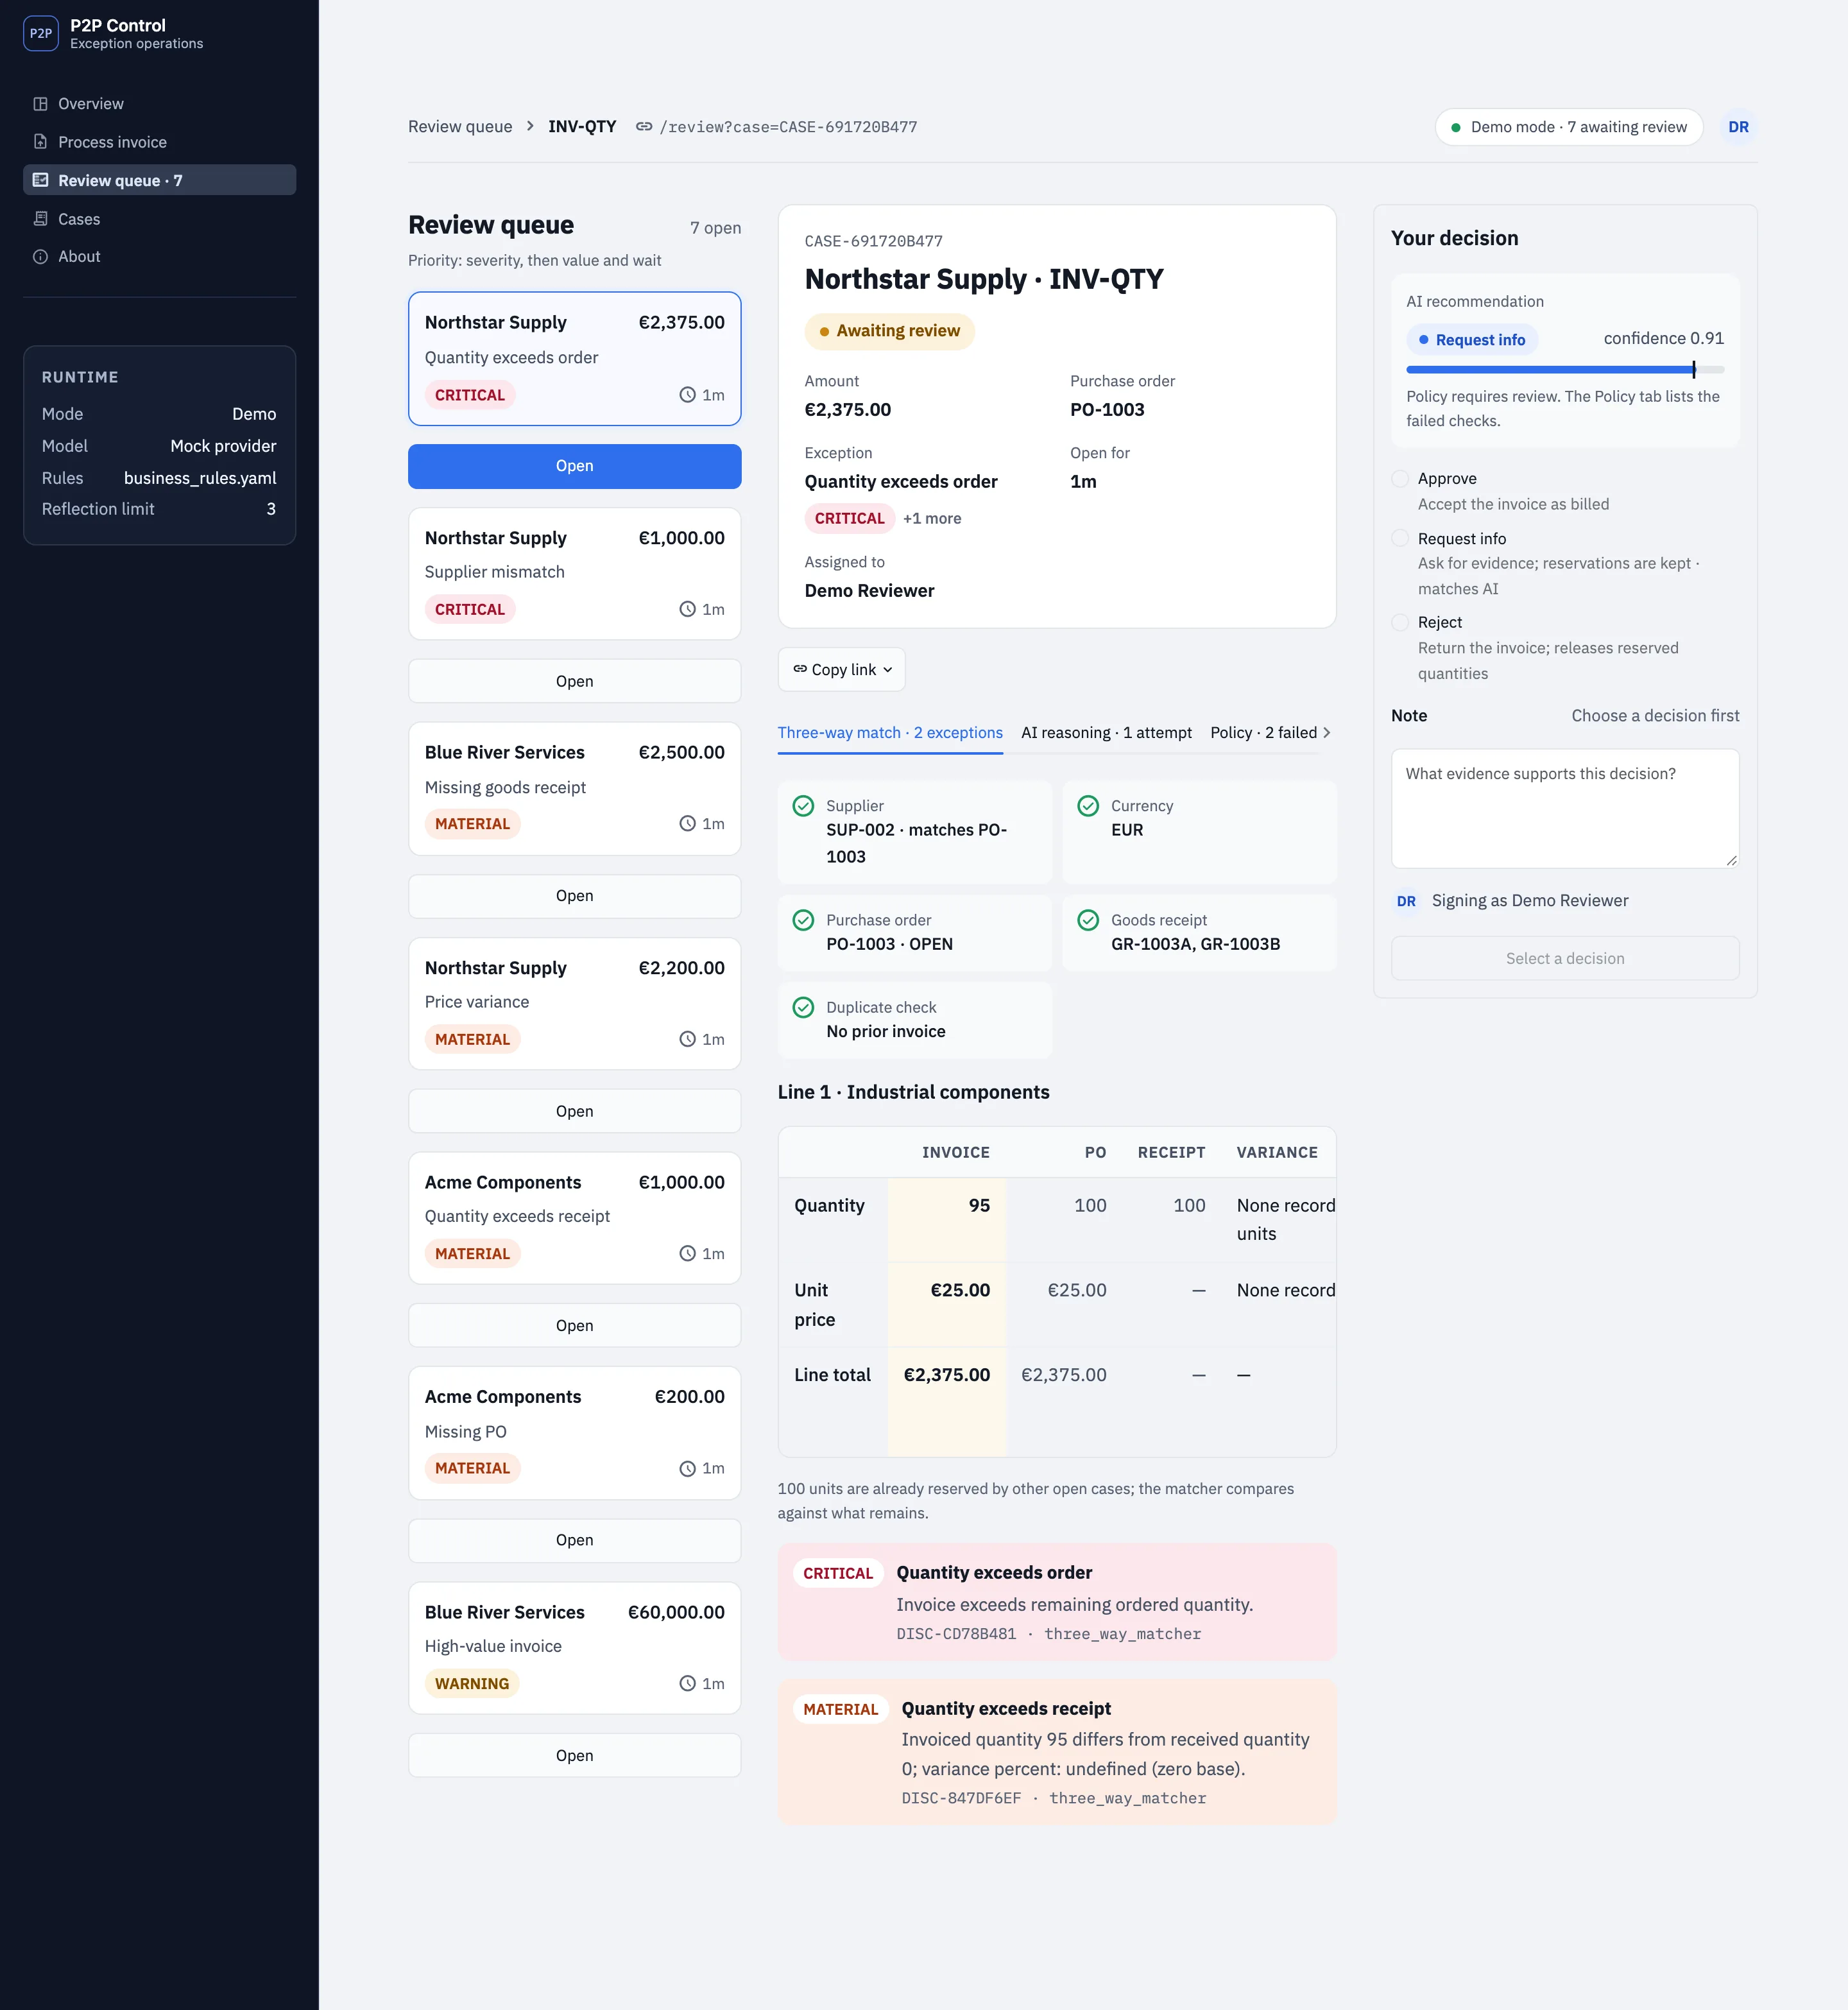 P2P
P2P Control
Exception operations
Overview
Process invoice
Review queue · 7
Cases
About
RUNTIME
Mode Demo
Model Mock provider
Rules business_rules.yaml
Reflection limit 3
Review queue > INV-QTY /review?case=CASE-691720B477
Demo mode · 7 awaiting review
DR
Review queue 7 open
Priority: severity, then value and wait
Northstar Supply €2,375.00
Quantity exceeds order
CRITICAL 1m
Open
Northstar Supply €1,000.00
Supplier mismatch
CRITICAL 1m
Open
Blue River Services €2,500.00
Missing goods receipt
MATERIAL 1m
Open
Northstar Supply €2,200.00
Price variance
MATERIAL 1m
Open
Acme Components €1,000.00
Quantity exceeds receipt
MATERIAL 1m
Open
Acme Components €200.00
Missing PO
MATERIAL 1m
Open
Blue River Services €60,000.00
High-value invoice
WARNING 1m
Open
CASE-691720B477
Northstar Supply · INV-QTY
Awaiting review
Amount Purchase order
€2,375.00 PO-1003
Exception Open for
Quantity exceeds order 1m
CRITICAL +1 more
Assigned to
Demo Reviewer
Copy link
Three-way match · 2 exceptions AI reasoning · 1 attempt Policy · 2 failed
Supplier
SUP-002 · matches PO-
1003
Currency
EUR
Purchase order
PO-1003 · OPEN
Goods receipt
GR-1003A, GR-1003B
Duplicate check
No prior invoice
Line 1 · Industrial components
INVOICE PO RECEIPT VARIANCE
Quantity 95 100 100 None record
units
Unit
price €25.00 €25.00 — None record
Line total €2,375.00 €2,375.00 — —
100 units are already reserved by other open cases; the matcher compares
against what remains.
CRITICAL Quantity exceeds order
Invoice exceeds remaining ordered quantity.
DISC-CD78B481 · three_way_matcher
MATERIAL Quantity exceeds receipt
Invoiced quantity 95 differs from received quantity
0; variance percent: undefined (zero base).
DISC-847DF6EF · three_way_matcher
Your decision
AI recommendation
Request info confidence 0.91
Policy requires review. The Policy tab lists the
failed checks.
Approve
Accept the invoice as billed
Request info
Ask for evidence; reservations are kept ·
matches AI
Reject
Return the invoice; releases reserved
quantities
Note Choose a decision first
What evidence supports this decision?
DR Signing as Demo Reviewer
Select a decision